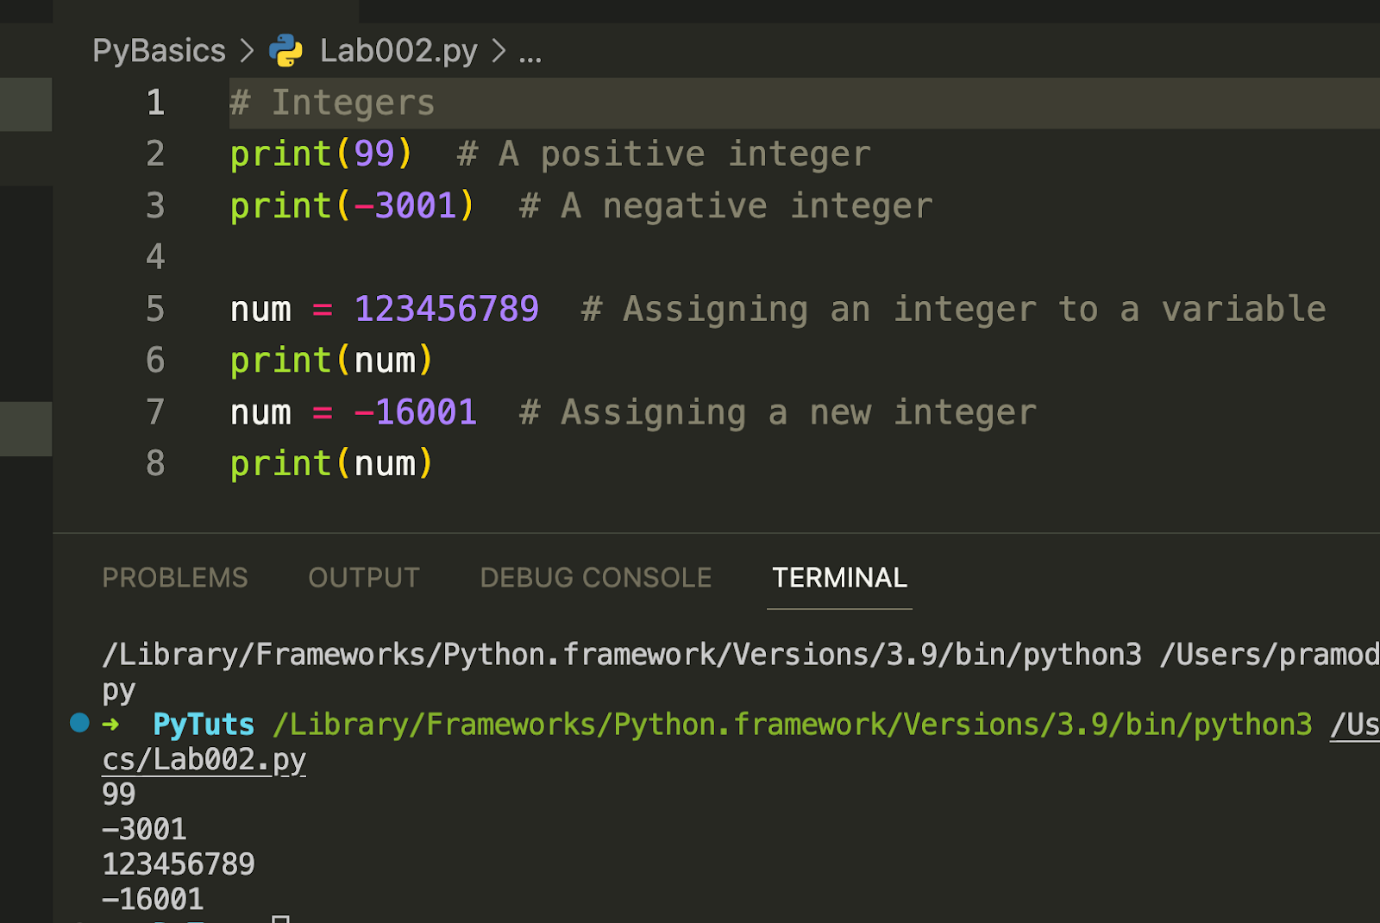 PyBasics > Lab002.py > ...
1 # Integers
2 print(99)  # A positive integer
3 print(-3001)  # A negative integer
4
5 num = 123456789  # Assigning an integer to a variable
6 print(num)
7 num = -16001  # Assigning a new integer
8 print(num)
PROBLEMS OUTPUT DEBUG CONSOLE TERMINAL
/Library/Frameworks/Python.framework/Versions/3.9/bin/python3 /Users/pramod
py
➜ PyTuts /Library/Frameworks/Python.framework/Versions/3.9/bin/python3 /Us
cs/Lab002.py
99
-3001
123456789
-16001